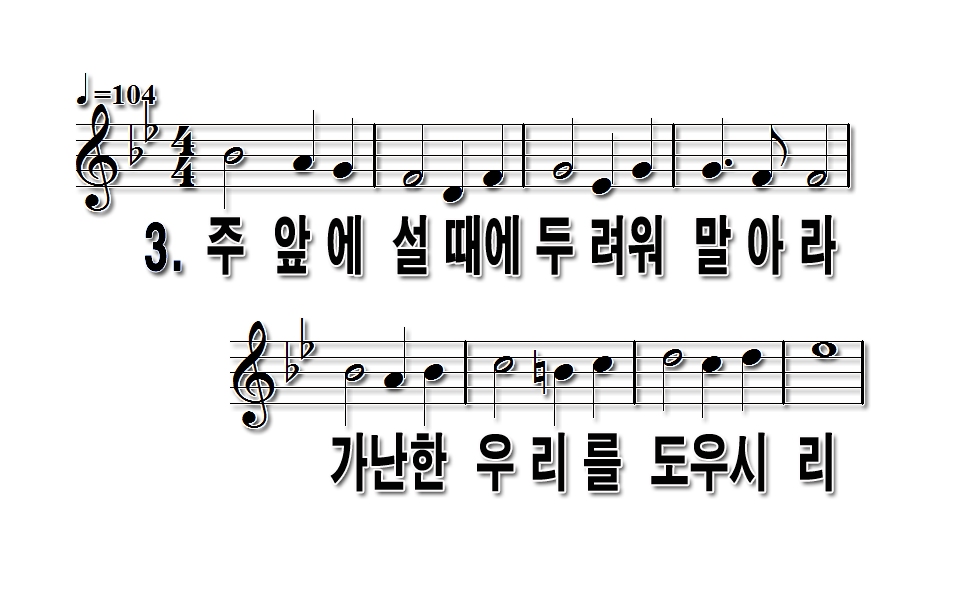 ♩=104
3. 주 앞 에 설 때에 두 려워 말 아 라
가난한 우 리 를 도우시 리